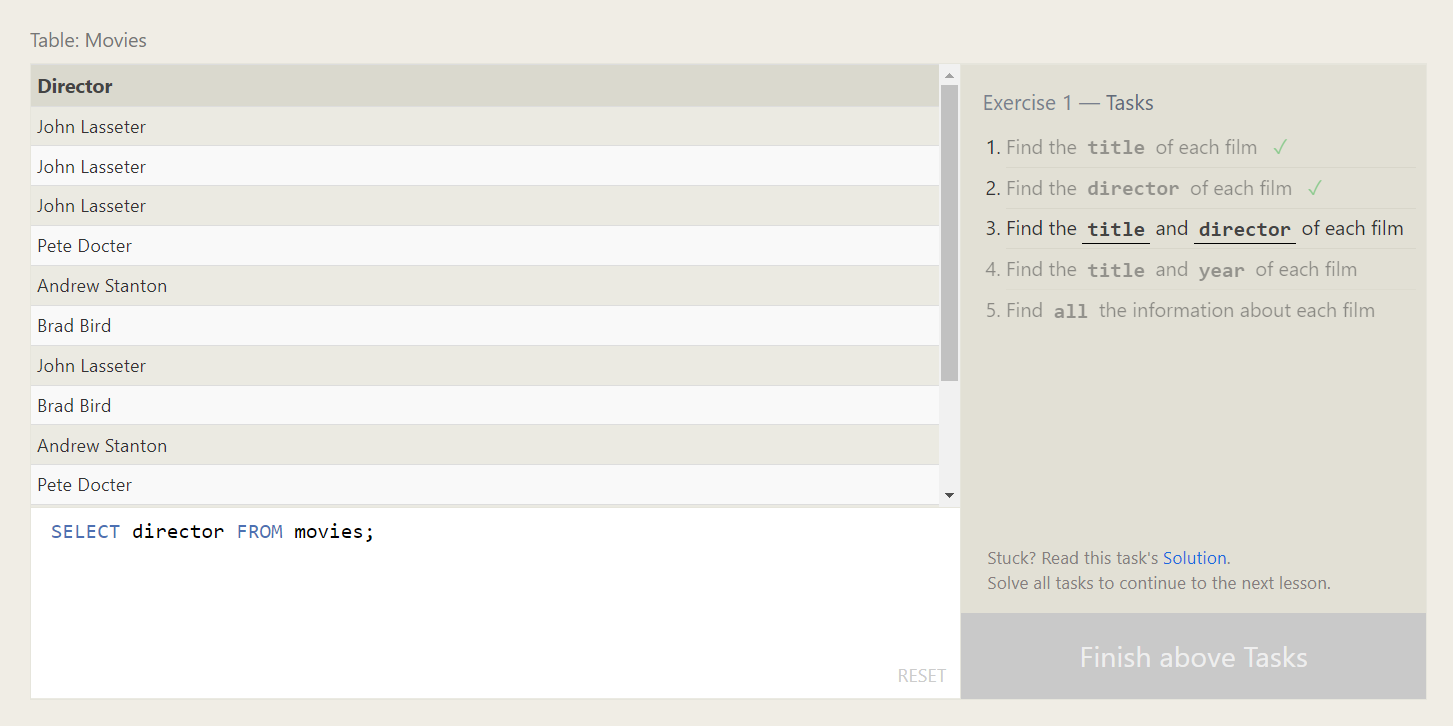 Table: Movies
Director
John Lasseter
John Lasseter
John Lasseter
Pete Docter
Andrew Stanton
Brad Bird
John Lasseter
Brad Bird
Andrew Stanton
Pete Docter
SELECT director FROM movies;
RESET
Exercise 1 — Tasks
1. Find the title of each film ✓
2. Find the director of each film ✓
3. Find the title and director of each film
4. Find the title and year of each film
5. Find all the information about each film
Stuck? Read this task's Solution.
Solve all tasks to continue to the next lesson.
Finish above Tasks